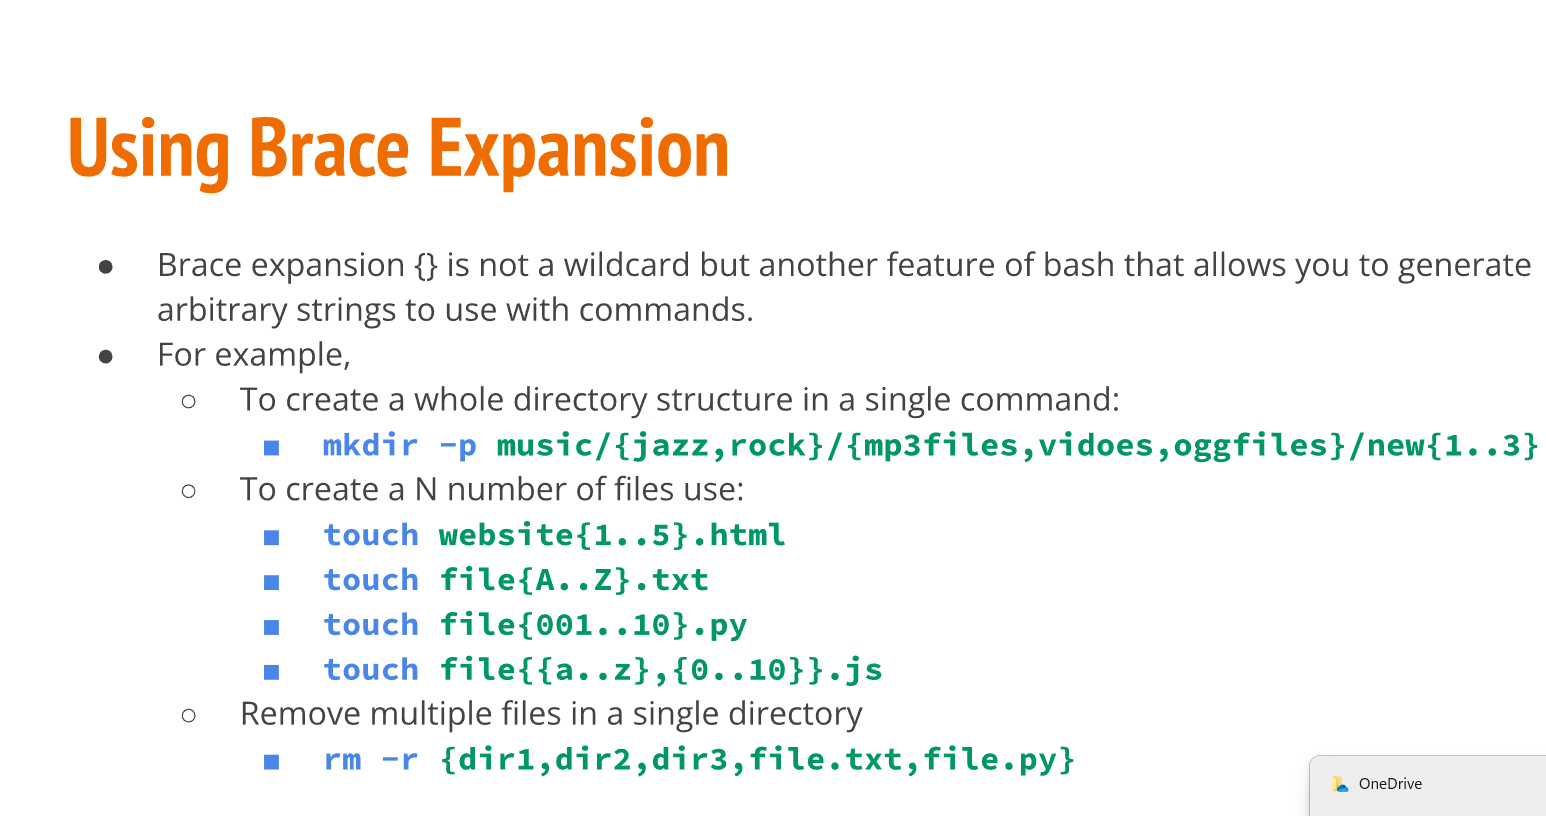 Using Brace Expansion
● Brace expansion {} is not a wildcard but another feature of bash that allows you to generate
arbitrary strings to use with commands.
● For example,
○ To create a whole directory structure in a single command:
■ mkdir -p music/{jazz,rock}/{mp3files,vidoes,oggfiles}/new{1..3}
○ To create a N number of files use:
■ touch website{1..5}.html
■ touch file{A..Z}.txt
■ touch file{001..10}.py
■ touch file{{a..z},{0..10}}.js
○ Remove multiple files in a single directory
■ rm -r {dir1,dir2,dir3,file.txt,file.py}
OneDrive